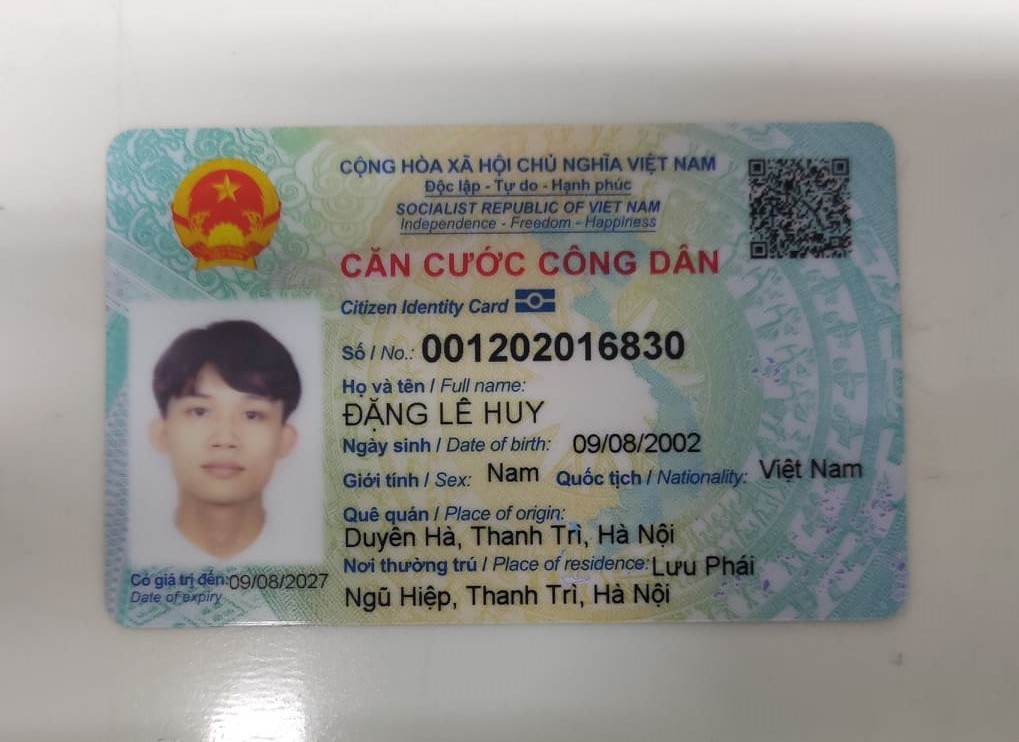 CỘNG HÒA XÃ HỘI CHỦ NGHĨA VIỆT NAM
Độc lập - Tự do - Hạnh phúc
SOCIALIST REPUBLIC OF VIET NAM
Independence - Freedom - Happiness
CĂN CƯỚC CÔNG DÂN
Citizen Identity Card
Số / No.: 001202016830
Họ và tên / Full name:
ĐẶNG LÊ HUY
Ngày sinh / Date of birth: 09/08/2002
Giới tính / Sex: Nam Quốc tịch / Nationality: Việt Nam
Quê quán / Place of origin:
Duyên Hà, Thanh Trì, Hà Nội
Nơi thường trú / Place of residence: Lưu Phái
Ngũ Hiệp, Thanh Trì, Hà Nội
Có giá trị đến: 09/08/2027
Date of expiry